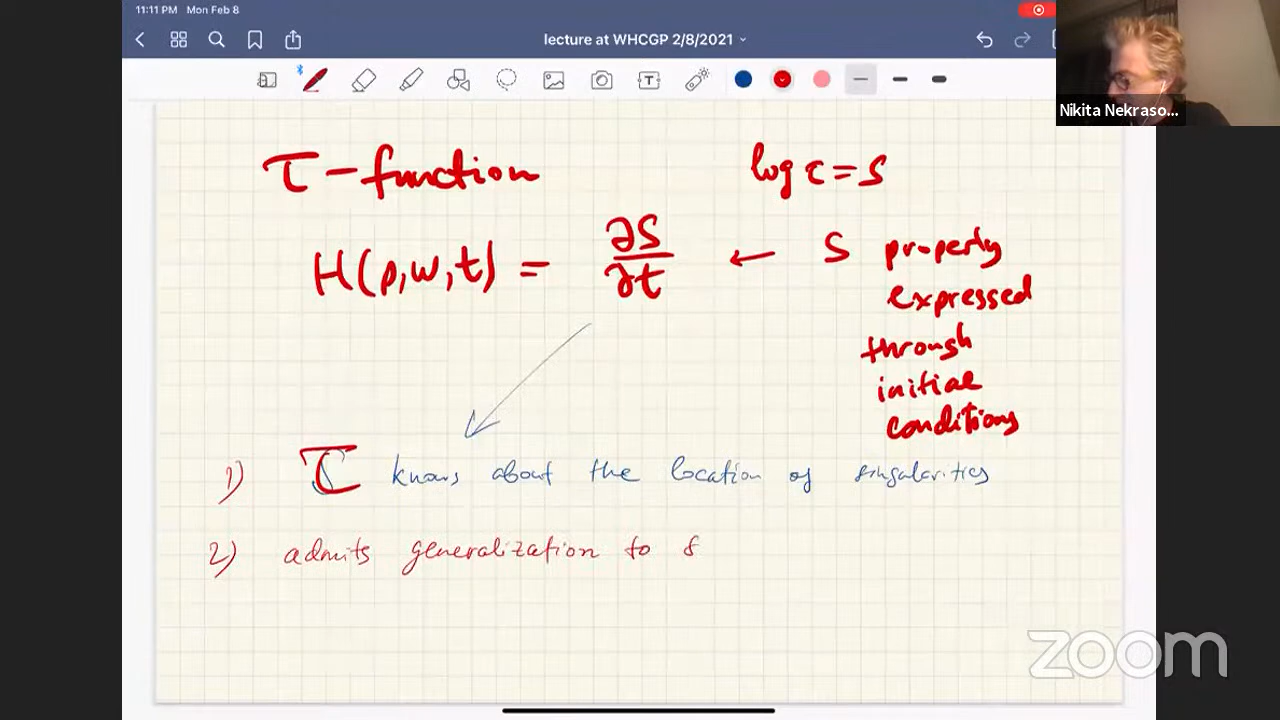 11:11 PM Mon Feb 8
lecture at WHCGP 2/8/2021
Nikita Nekraso...
τ-function
log τ = S
H(p,w,t) = ∂S/∂t ← S properly
expressed
through
initial
conditions
1) τ knows about the location of singularities
2) admits generalization to s
zoom